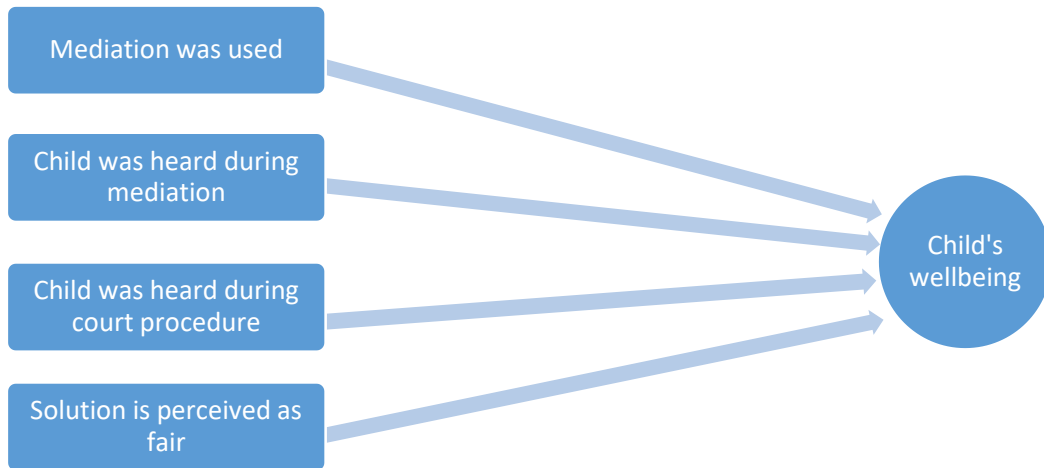 Mediation was used
Child was heard during
mediation
Child was heard during
court procedure
Solution is perceived as
fair
Child's
wellbeing